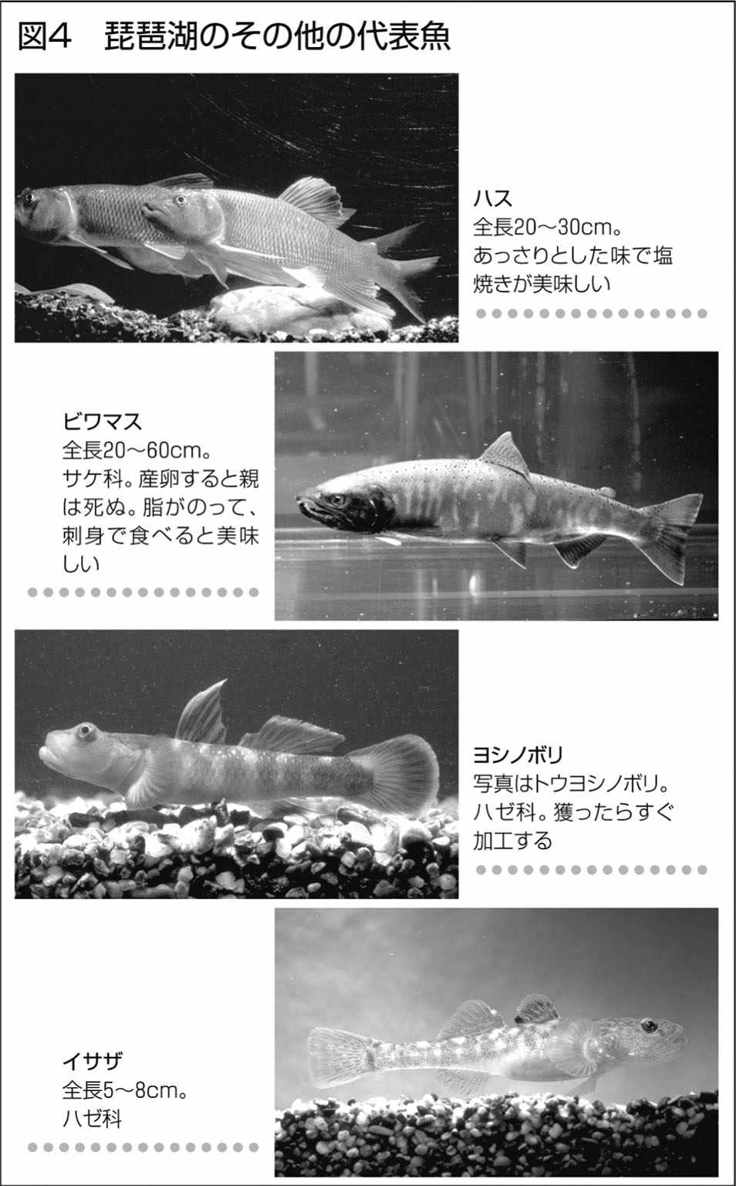 図4　琵琶湖のその他の代表魚
ハス
全長20〜30cm。
あっさりとした味で塩
焼きが美味しい
ビワマス
全長20〜60cm。
サケ科。産卵すると親
は死ぬ。脂がのって、
刺身で食べると美味
しい
ヨシノボリ
写真はトウヨシノボリ。
ハゼ科。獲ったらすぐ
加工する
イサザ
全長5〜8cm。
ハゼ科